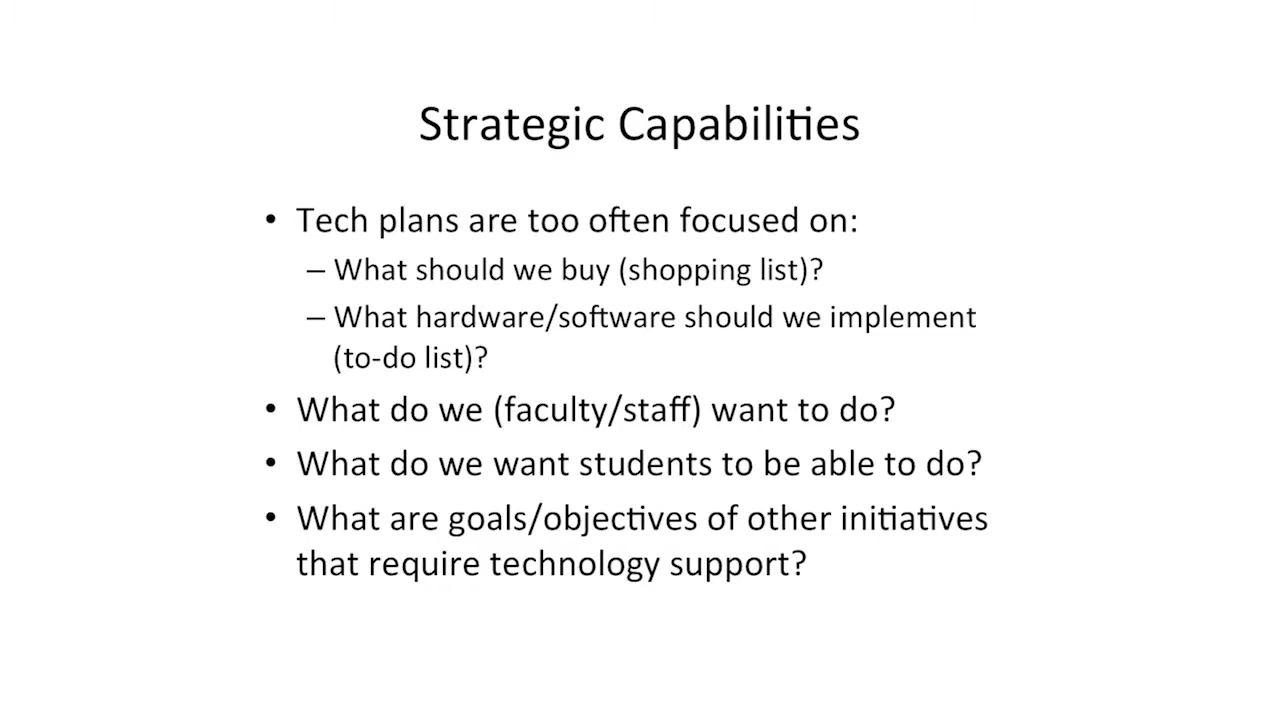 Strategic Capabilities
• Tech plans are too often focused on:
– What should we buy (shopping list)?
– What hardware/software should we implement
(to-do list)?
• What do we (faculty/staff) want to do?
• What do we want students to be able to do?
• What are goals/objectives of other initiatives
that require technology support?